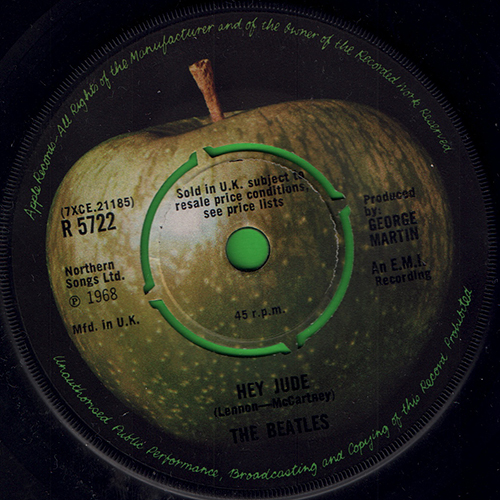 Apple Records · All Rights of the Manufacturer and of the Owner of the Recorded Work Reserved
Sold in U.K. subject to
resale price conditions,
see price lists
(7XCE.21185)
R 5722
Northern
Songs Ltd.
℗ 1968
Mfd. in U.K.
Produced
by:
GEORGE
MARTIN
An E.M.I.
Recording
45 r.p.m.
HEY JUDE
(Lennon—McCartney)
THE BEATLES
Unauthorised Public Performance, Broadcasting and Copying of this Record Prohibited